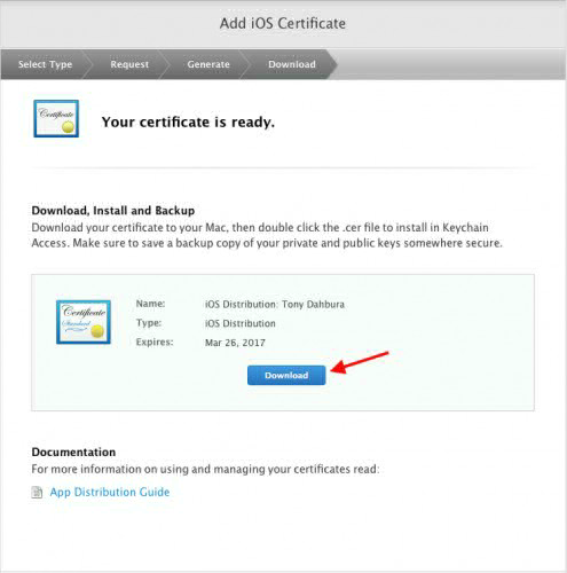 Add iOS Certificate
Select Type Request Generate Download
Certificate
Your certificate is ready.
Download, Install and Backup
Download your certificate to your Mac, then double click the .cer file to install in Keychain
Access. Make sure to save a backup copy of your private and public keys somewhere secure.
Certificate
Standard
Name: iOS Distribution: Tony Dahbura
Type: iOS Distribution
Expires: Mar 26, 2017
Download
Documentation
For more information on using and managing your certificates read:
App Distribution Guide